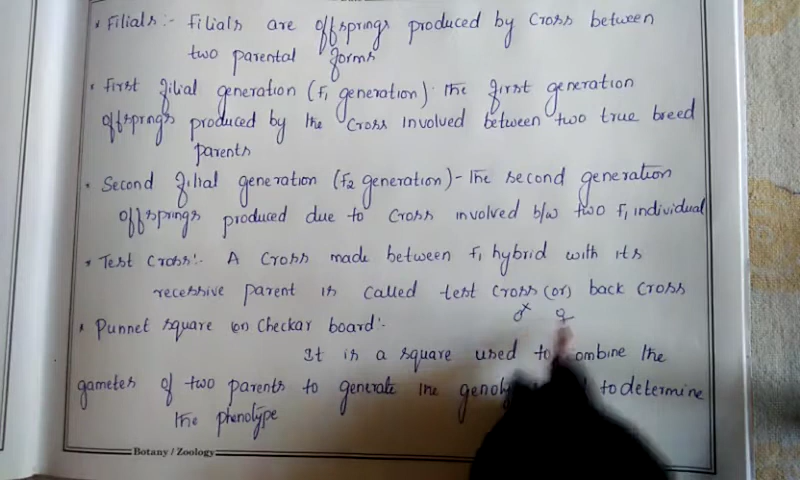 * Filials :- Filials are offsprings produced by cross between
two parental forms
* First filial generation (F1 generation). The first generation
offsprings produced by the cross involved between two true breed
parents
* Second filial generation (F2 generation) - The second generation
offsprings produced due to cross involved b/w two F1 individual
* Test cross:- A cross made between F1 hybrid with its
recessive parent is called test cross (or) back cross
♂ ♀
* Punnet square (or) Checkar board:-
It is a square used to combine the
gametes of two parents to generate the to determine
the phenotype
Botany / Zoology